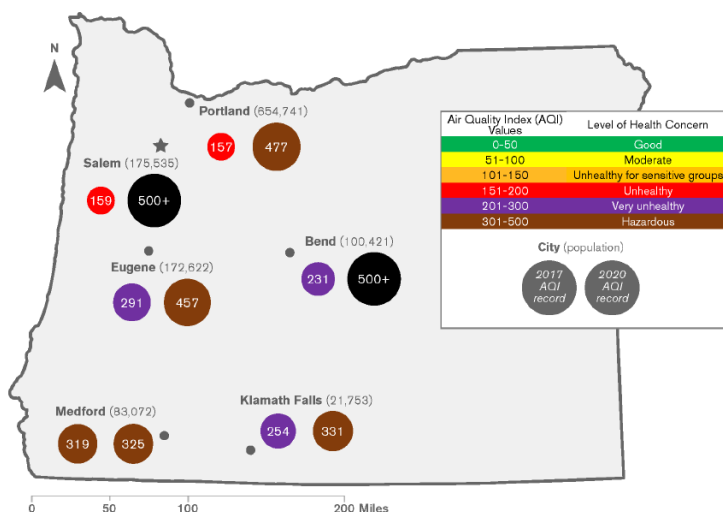 N
Portland (654,741)
157
477
Salem (175,535)
159
500+
Bend (100,421)
231
500+
Eugene (172,622)
291
457
Klamath Falls (21,753)
254
331
Medford (83,072)
319
325
Air Quality Index (AQI) Values
Level of Health Concern
0-50
Good
51-100
Moderate
101-150
Unhealthy for sensitive groups
151-200
Unhealthy
201-300
Very unhealthy
301-500
Hazardous
City (population)
2017
AQI
record
2020
AQI
record
0
50
100
200 Miles